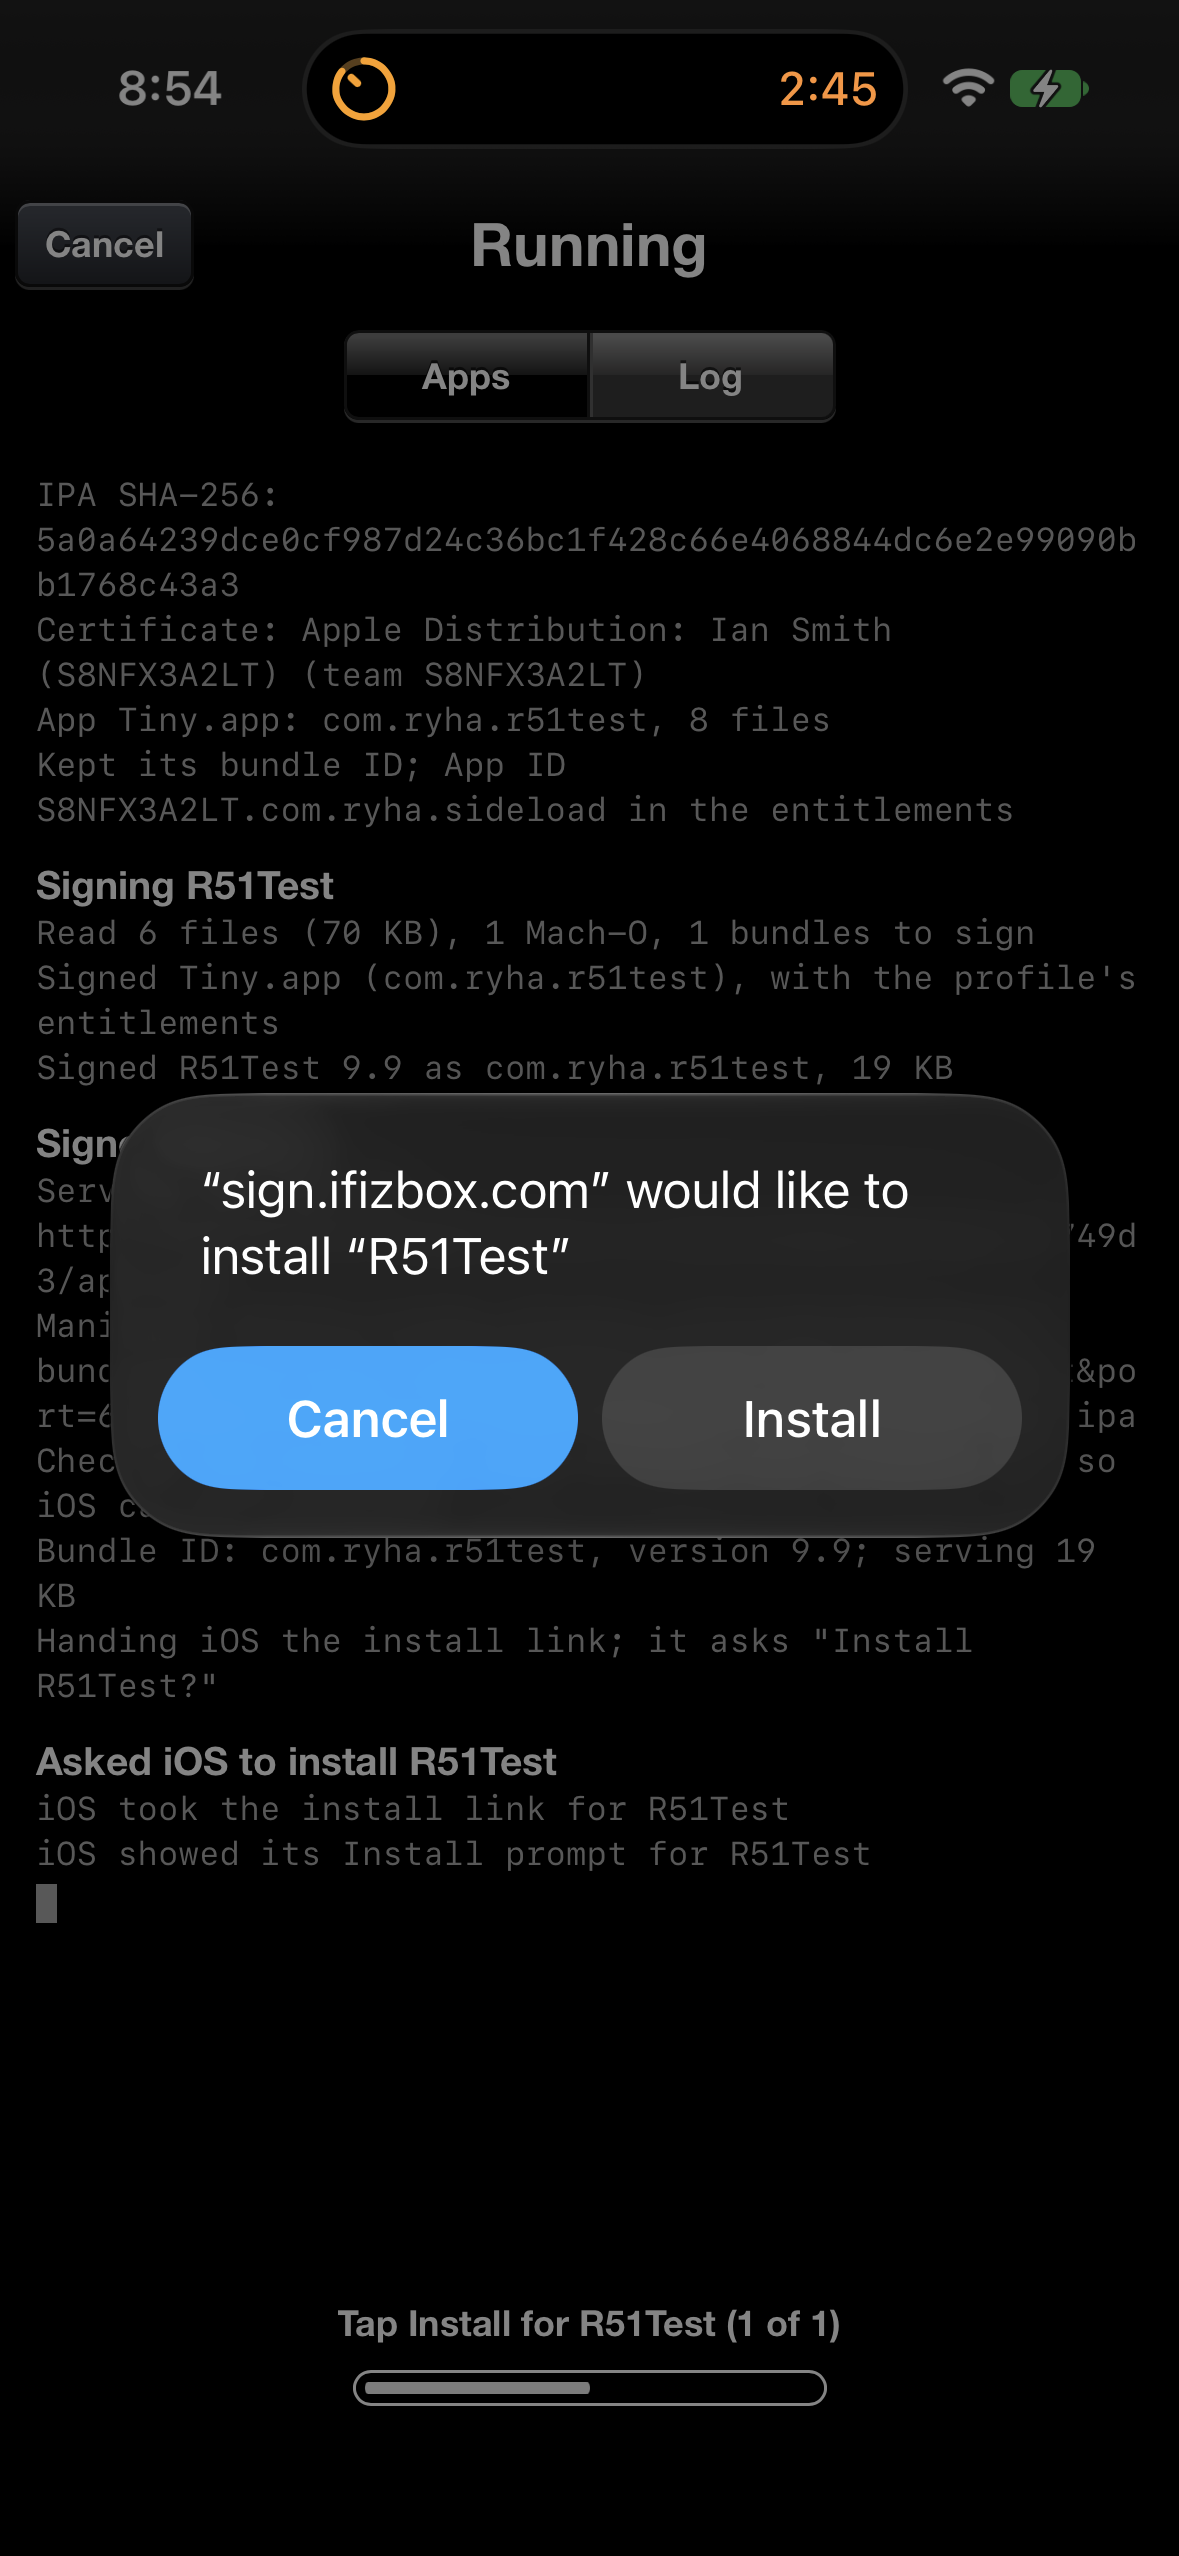 8:54
2:45
Cancel
Running
Apps
Log
IPA SHA-256:
5a0a64239dce0cf987d24c36bc1f428c66e4068844dc6e2e99090b
b1768c43a3
Certificate: Apple Distribution: Ian Smith
(S8NFX3A2LT) (team S8NFX3A2LT)
App Tiny.app: com.ryha.r51test, 8 files
Kept its bundle ID; App ID
S8NFX3A2LT.com.ryha.sideload in the entitlements
Signing R51Test
Read 6 files (70 KB), 1 Mach-O, 1 bundles to sign
Signed Tiny.app (com.ryha.r51test), with the profile's
entitlements
Signed R51Test 9.9 as com.ryha.r51test, 19 KB
“sign.ifizbox.com” would like to
install “R51Test”
Cancel
Install
iOS
Bundle ID: com.ryha.r51test, version 9.9; serving 19
KB
Handing iOS the install link; it asks "Install
R51Test?"
Asked iOS to install R51Test
iOS took the install link for R51Test
iOS showed its Install prompt for R51Test
Tap Install for R51Test (1 of 1)